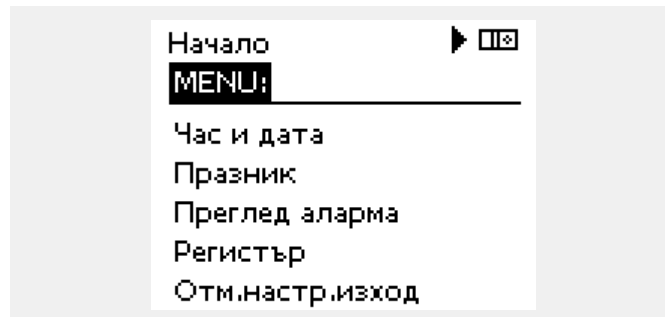 Начало
MENU:
Час и дата
Празник
Преглед аларма
Регистър
Отм.настр.изход